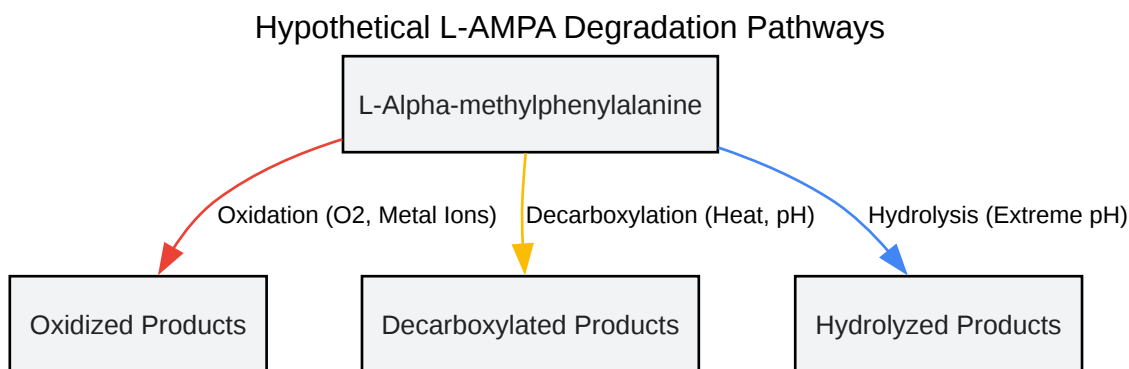 Hypothetical L-AMPA Degradation Pathways
L-Alpha-methylphenylalanine
Oxidation (O2, Metal Ions)
Decarboxylation (Heat, pH)
Hydrolysis (Extreme pH)
Oxidized Products
Decarboxylated Products
Hydrolyzed Products